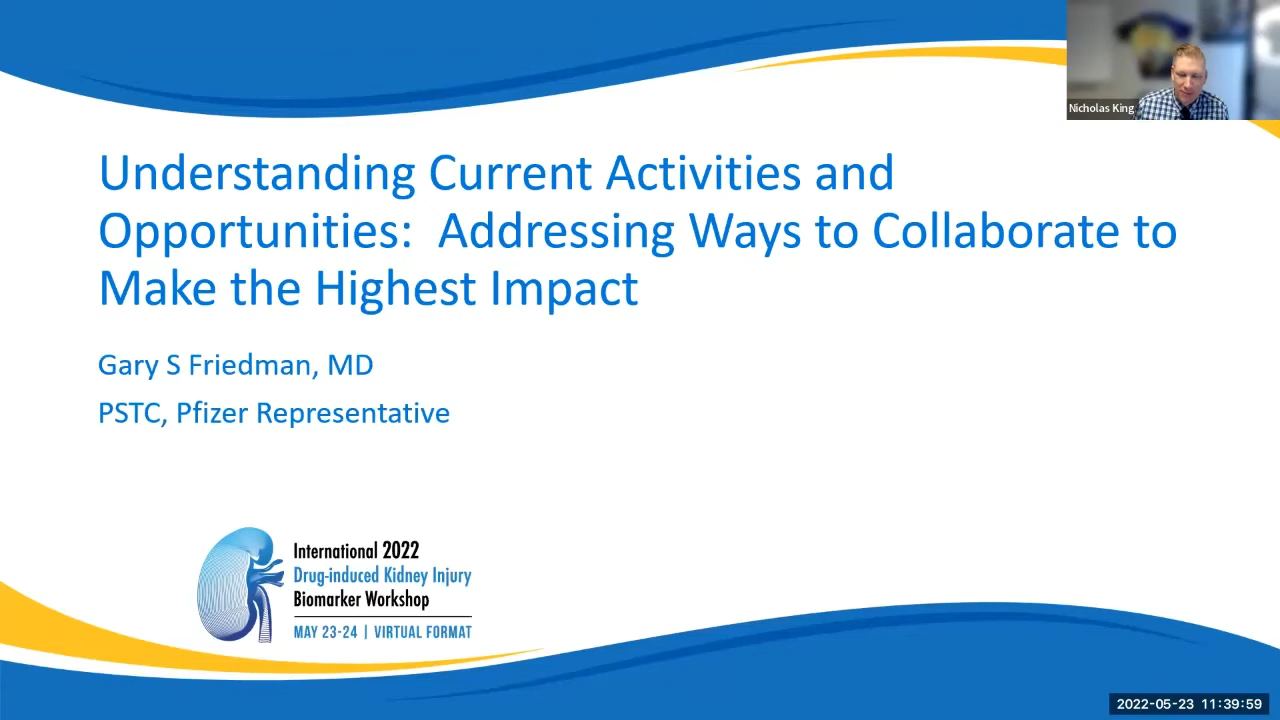 Nicholas King
Understanding Current Activities and
Opportunities:  Addressing Ways to Collaborate to
Make the Highest Impact
Gary S Friedman, MD
PSTC, Pfizer Representative
International 2022
Drug-induced Kidney Injury
Biomarker Workshop
MAY 23-24 | VIRTUAL FORMAT
2022-05-23 11:39:59